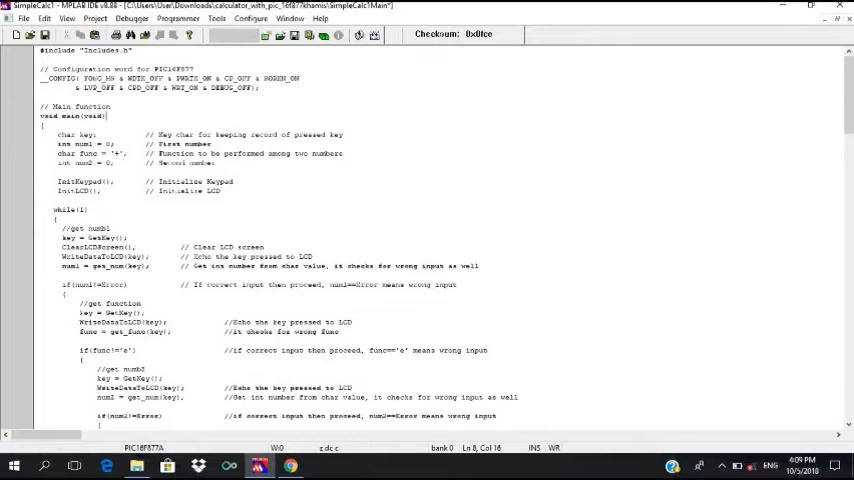 SimpleCalc1 - MPLAB IDE v8.88 - [C:\Users\User\Downloads\calculator_with_pic_16f877khamis\SimpleCalc1Main*]
File Edit View Project Debugger Programmer Tools Configure Window Help
Checksum: 0x0fce
#include "Includes.h"
// Configuration word for PIC16F877
__CONFIG( FOSC_HS & WDTE_OFF & PWRTE_ON & CP_OFF & BOREN_ON
& LVP_OFF & CPD_OFF & WRT_ON & DEBUG_OFF);
// Main function
void main(void)
{
char key; // Key char for keeping record of pressed key
int num1 = 0; // First number
char func = '+'; // Function to be performed among two numbers
int num2 = 0; // Second number
InitKeypad(); // Initialize Keypad
InitLCD(); // Initialize LCD
while(1)
{
//get numb1
key = GetKey();
ClearLCDScreen(); // Clear LCD screen
WriteDataToLCD(key); // Echo the key pressed to LCD
num1 = get_num(key); // Get int number from char value, it checks for wrong input as well
if(num1!=Error) // If correct input then proceed, num1==Error means wrong input
{
//get function
key = GetKey();
WriteDataToLCD(key); //Echo the key pressed to LCD
func = get_func(key); //it checks for wrong func
if(func!='e') //if correct input then proceed, func=='e' means wrong input
{
//get numb2
key = GetKey();
WriteDataToLCD(key); //Echo the key pressed to LCD
num2 = get_num(key); //Get int number from char value, it checks for wrong input as well
if(num2!=Error) //if correct input then proceed, num2==Error means wrong input
{
PIC16F877A W:0 z dc c bank 0 Ln 8, Col 16 INS WR
ENG 4:09 PM
10/5/2018